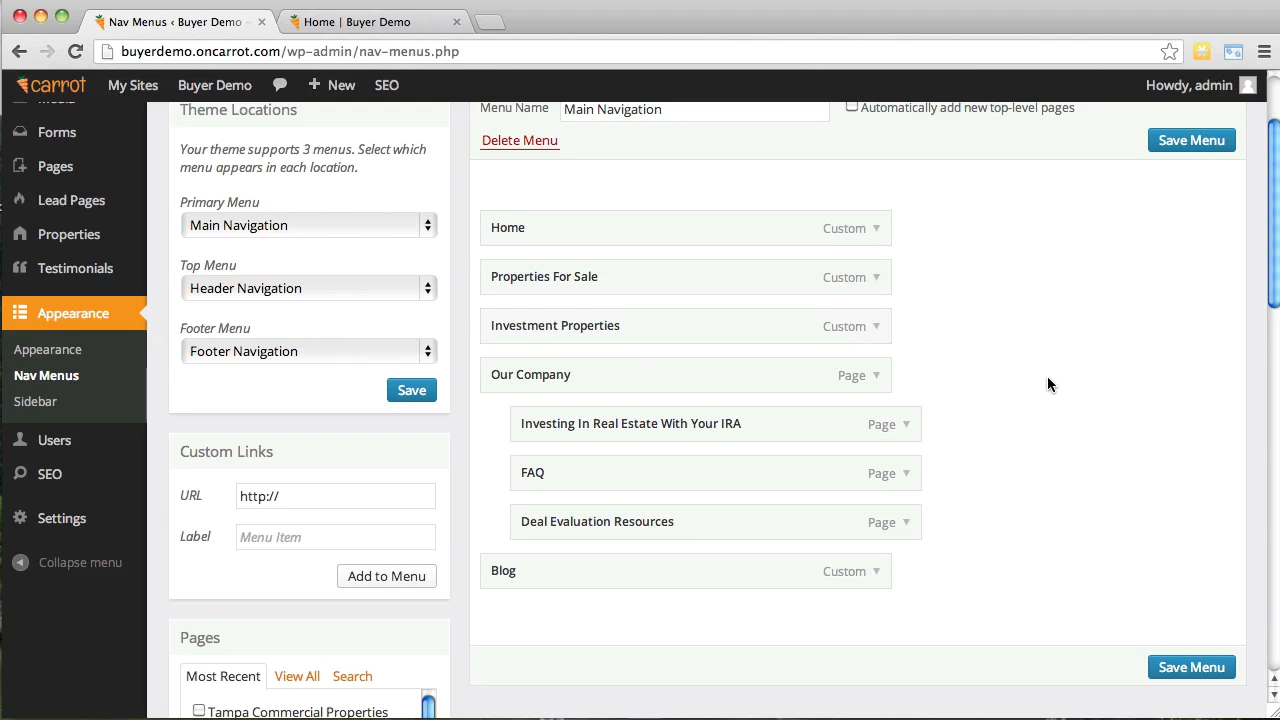 Nav Menus ‹ Buyer Demo –
Home | Buyer Demo
buyerdemo.oncarrot.com/wp-admin/nav-menus.php
carrot
My Sites
Buyer Demo
New
SEO
Howdy, admin
Media
Forms
Pages
Lead Pages
Properties
Testimonials
Appearance
Appearance
Nav Menus
Sidebar
Users
SEO
Settings
Collapse menu
Theme Locations
Your theme supports 3 menus. Select which
menu appears in each location.
Primary Menu
Main Navigation
Top Menu
Header Navigation
Footer Menu
Footer Navigation
Save
Custom Links
URL
http://
Label
Menu Item
Add to Menu
Pages
Most Recent
View All
Search
Tampa Commercial Properties
Menu Name
Main Navigation
Automatically add new top-level pages
Delete Menu
Save Menu
Home Custom
Properties For Sale Custom
Investment Properties Custom
Our Company Page
Investing In Real Estate With Your IRA Page
FAQ Page
Deal Evaluation Resources Page
Blog Custom
Save Menu